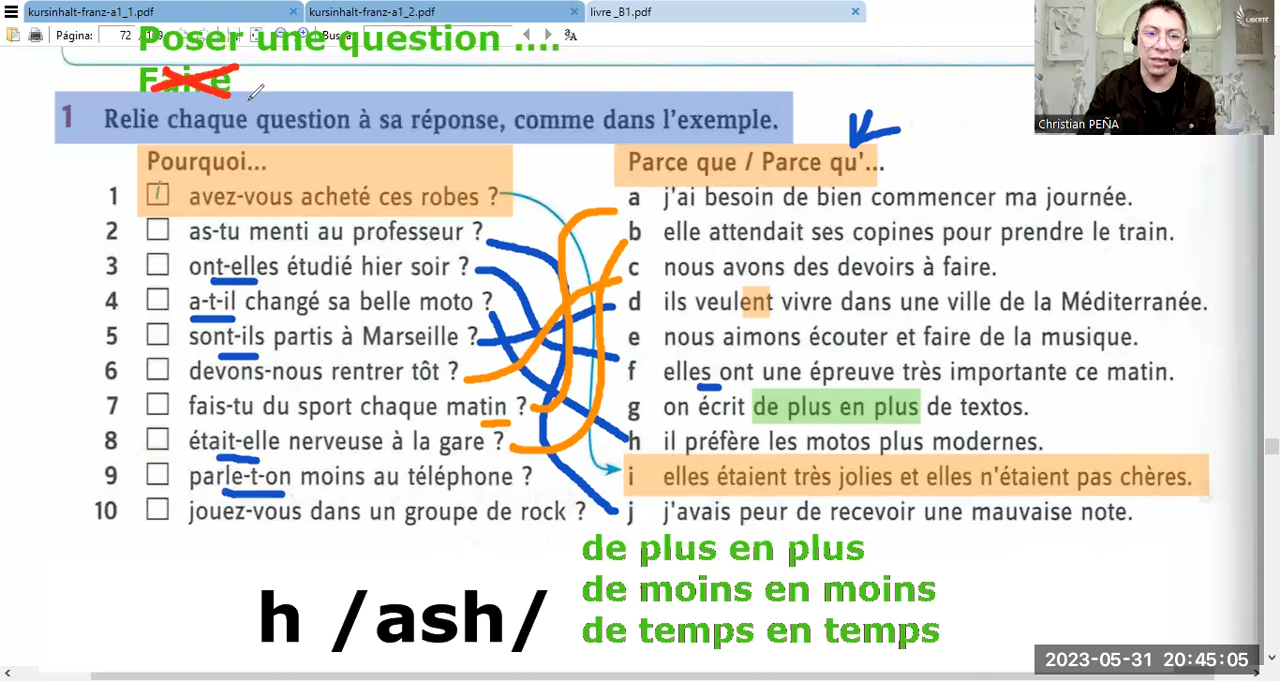 kursinhalt-franz-a1_1.pdf
kursinhalt-franz-a1_2.pdf
livre _B1.pdf
Página:
72
Poser une question ....
Faire
LIBERTÉ
Christian PEÑA
1 Relie chaque question à sa réponse, comme dans l'exemple.
Pourquoi...
1 i avez-vous acheté ces robes ?
2 as-tu menti au professeur ?
3 ont-elles étudié hier soir ?
4 a-t-il changé sa belle moto ?
5 sont-ils partis à Marseille ?
6 devons-nous rentrer tôt ?
7 fais-tu du sport chaque matin ?
8 était-elle nerveuse à la gare ?
9 parle-t-on moins au téléphone ?
10 jouez-vous dans un groupe de rock ?
Parce que / Parce qu'...
a j'ai besoin de bien commencer ma journée.
b elle attendait ses copines pour prendre le train.
c nous avons des devoirs à faire.
d ils veulent vivre dans une ville de la Méditerranée.
e nous aimons écouter et faire de la musique.
f elles ont une épreuve très importante ce matin.
g on écrit de plus en plus de textos.
h il préfère les motos plus modernes.
i elles étaient très jolies et elles n'étaient pas chères.
j j'avais peur de recevoir une mauvaise note.
h /ash/
de plus en plus
de moins en moins
de temps en temps
2023-05-31 20:45:05